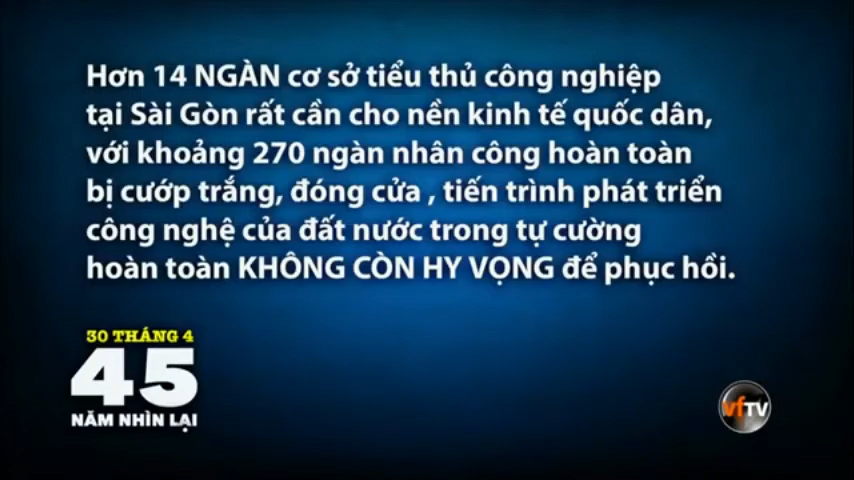 Hơn 14 NGÀN cơ sở tiểu thủ công nghiệp
tại Sài Gòn rất cần cho nền kinh tế quốc dân,
với khoảng 270 ngàn nhân công hoàn toàn
bị cướp trắng, đóng cửa , tiến trình phát triển
công nghệ của đất nước trong tự cường
hoàn toàn KHÔNG CÒN HY VỌNG để phục hồi.
30 THÁNG 4
45
NĂM NHÌN LẠI
vfTV